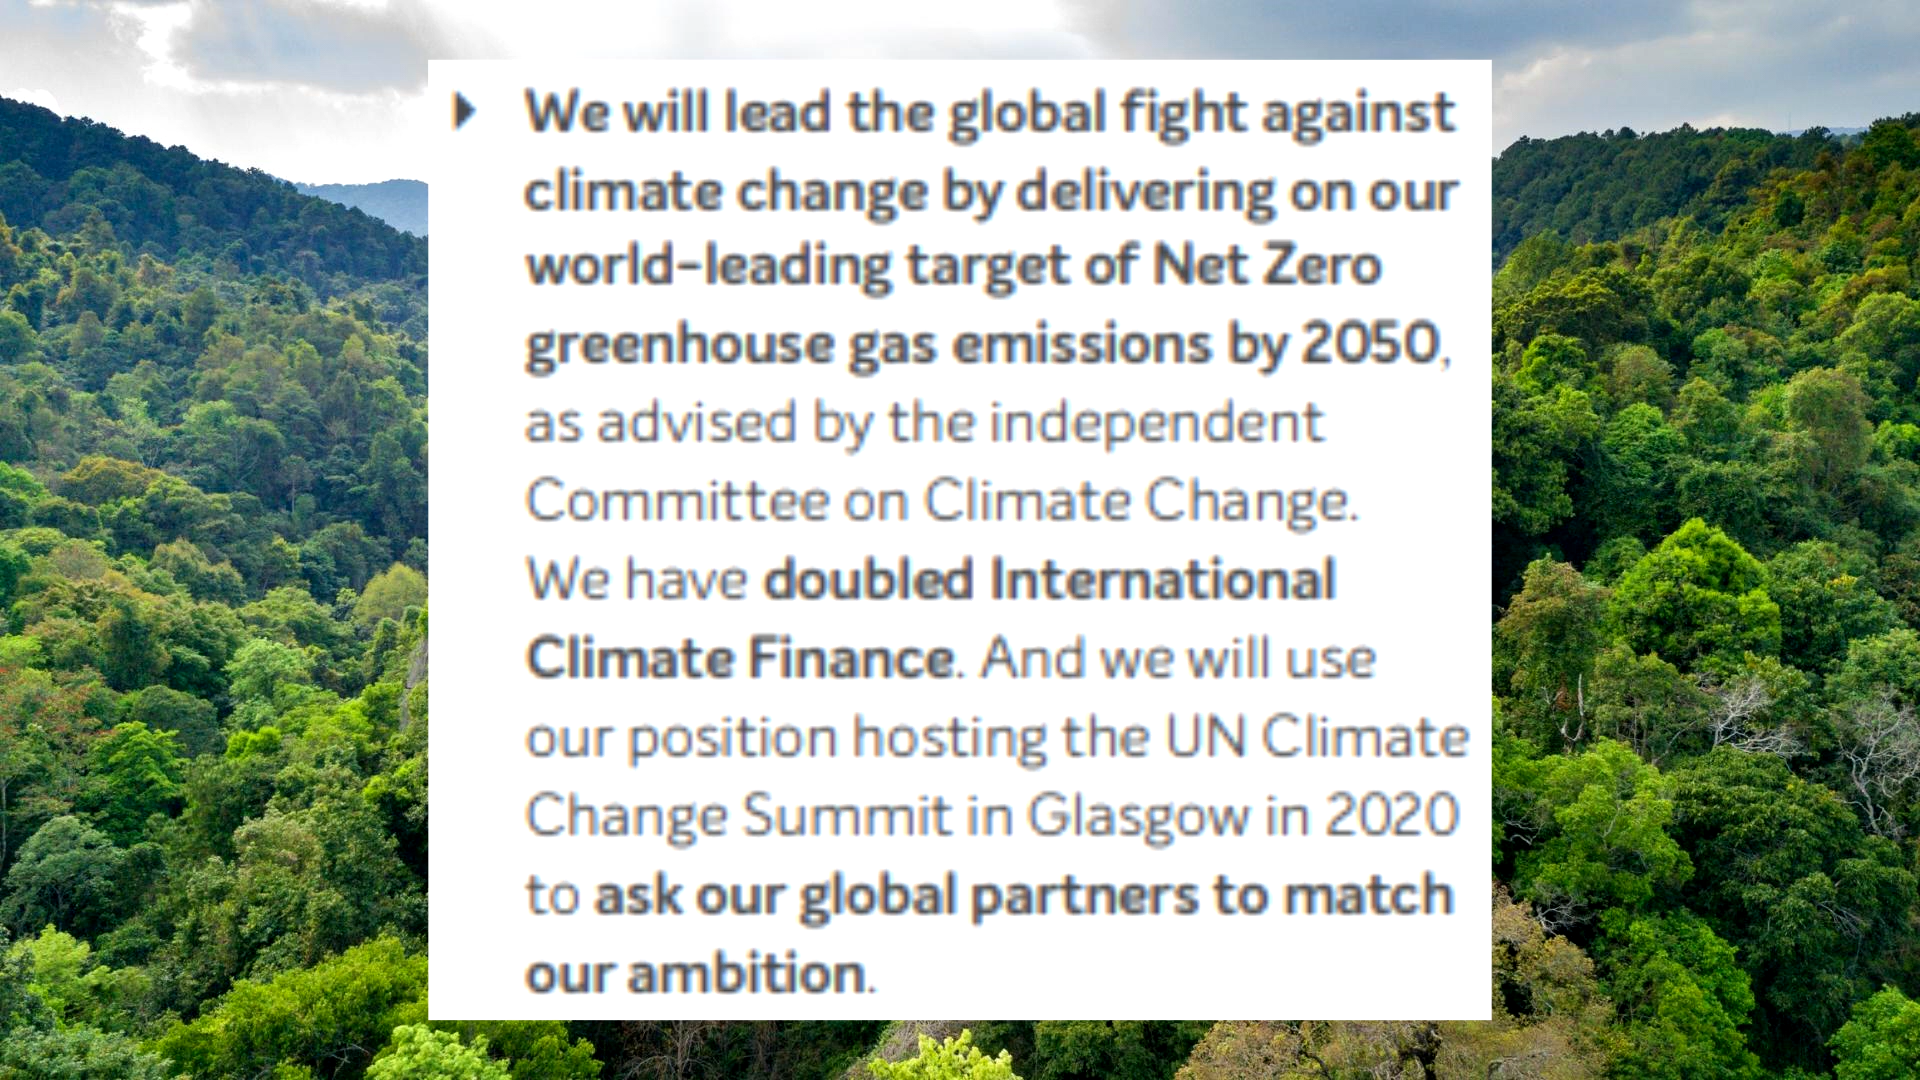 We will lead the global fight against
climate change by delivering on our
world-leading target of Net Zero
greenhouse gas emissions by 2050,
as advised by the independent
Committee on Climate Change.
We have doubled International
Climate Finance. And we will use
our position hosting the UN Climate
Change Summit in Glasgow in 2020
to ask our global partners to match
our ambition.